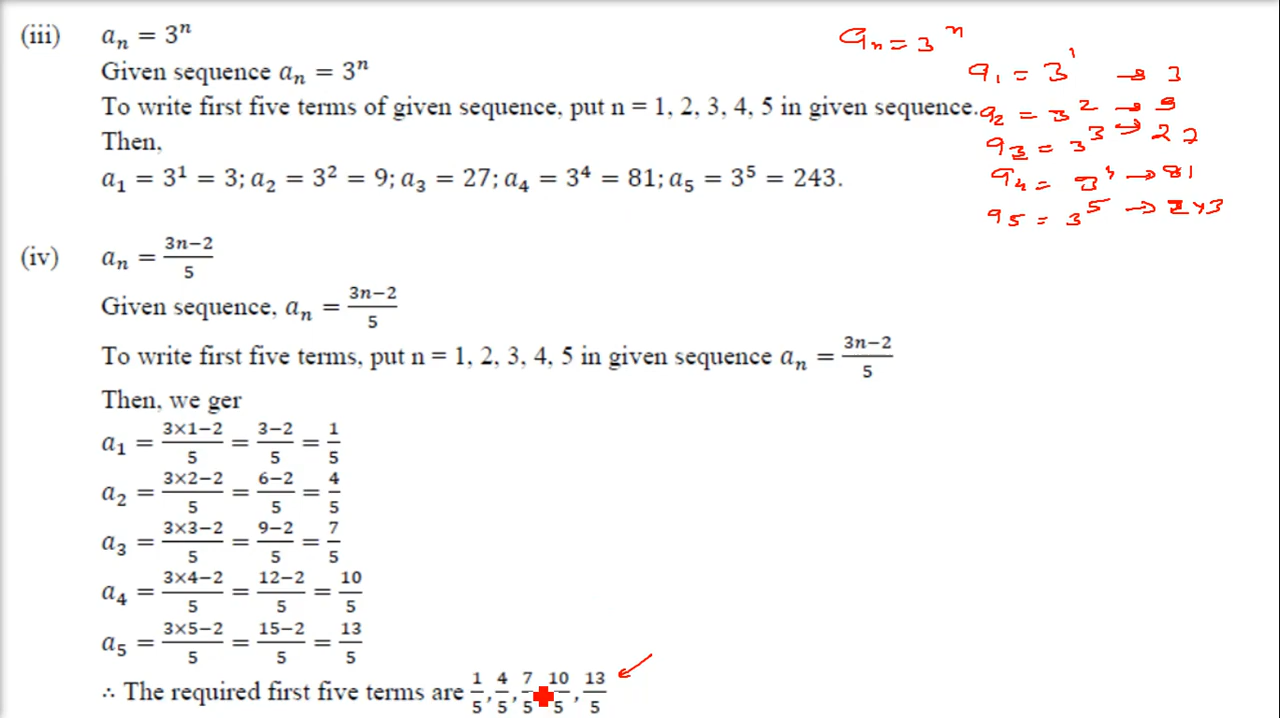 (iii) aₙ = 3ⁿ
Given sequence aₙ = 3ⁿ
To write first five terms of given sequence, put n = 1, 2, 3, 4, 5 in given sequence.
Then,
a₁ = 3¹ = 3; a₂ = 3² = 9; a₃ = 27; a₄ = 3⁴ = 81; a₅ = 3⁵ = 243.
aₙ = 3ⁿ
a₁ = 3¹ → 3
a₂ = 3² → 9
a₃ = 3³ → 27
a₄ = 3⁴ → 81
a₅ = 3⁵ → 243
(iv) aₙ = (3n−2)/5
Given sequence, aₙ = (3n−2)/5
To write first five terms, put n = 1, 2, 3, 4, 5 in given sequence aₙ = (3n−2)/5
Then, we ger
a₁ = (3×1−2)/5 = (3−2)/5 = 1/5
a₂ = (3×2−2)/5 = (6−2)/5 = 4/5
a₃ = (3×3−2)/5 = (9−2)/5 = 7/5
a₄ = (3×4−2)/5 = (12−2)/5 = 10/5
a₅ = (3×5−2)/5 = (15−2)/5 = 13/5
∴ The required first five terms are 1/5, 4/5, 7/5, 10/5, 13/5